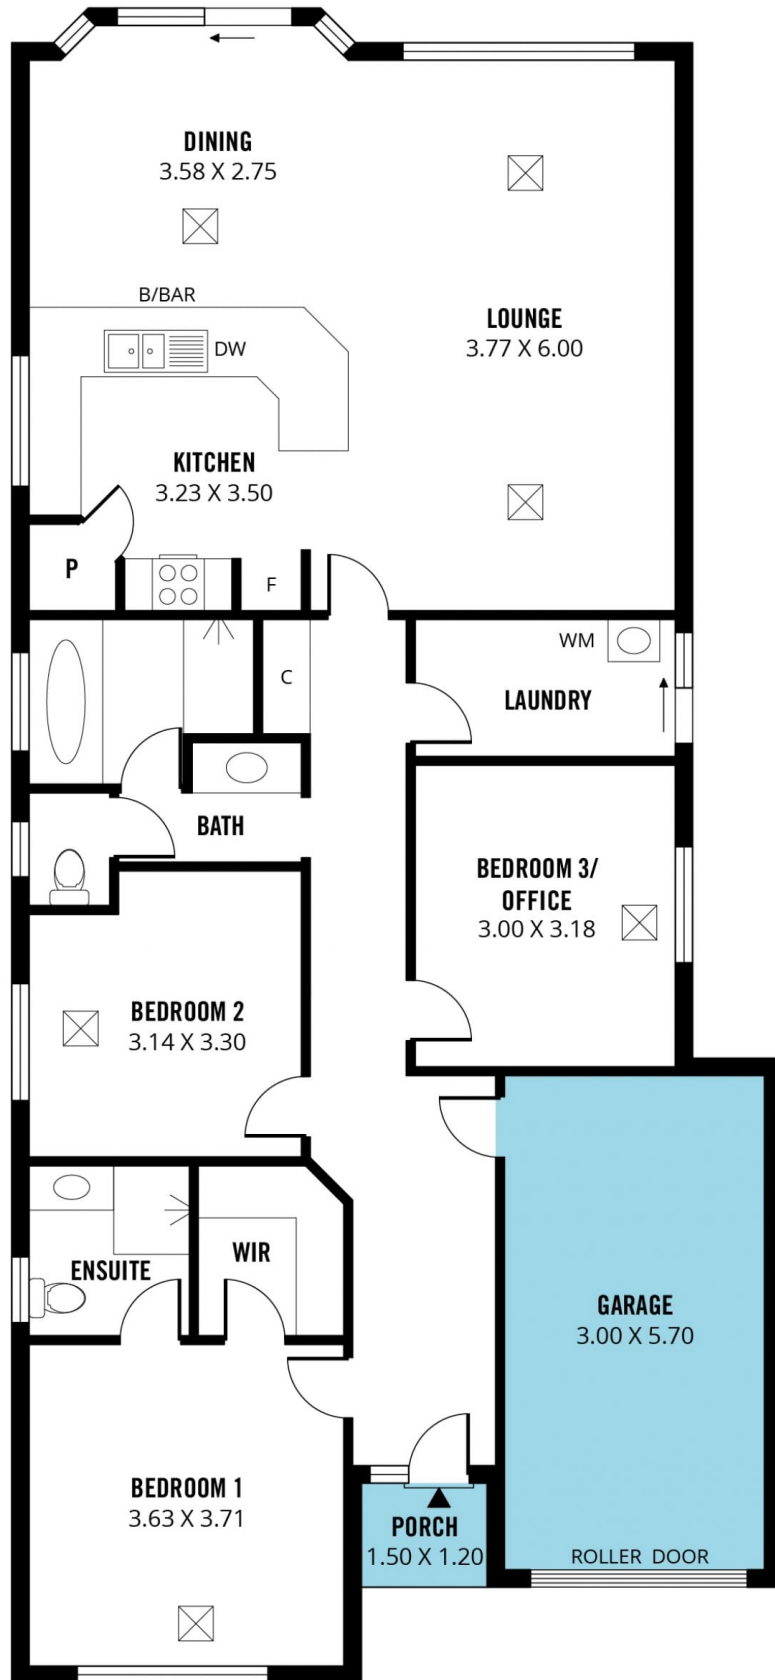 DINING
3.58 X 2.75
B/BAR
DW
LOUNGE
3.77 X 6.00
KITCHEN
3.23 X 3.50
P
F
C
WM
LAUNDRY
BATH
BEDROOM 3/
OFFICE
3.00 X 3.18
BEDROOM 2
3.14 X 3.30
ENSUITE
WIR
GARAGE
3.00 X 5.70
BEDROOM 1
3.63 X 3.71
PORCH
1.50 X 1.20
ROLLER DOOR